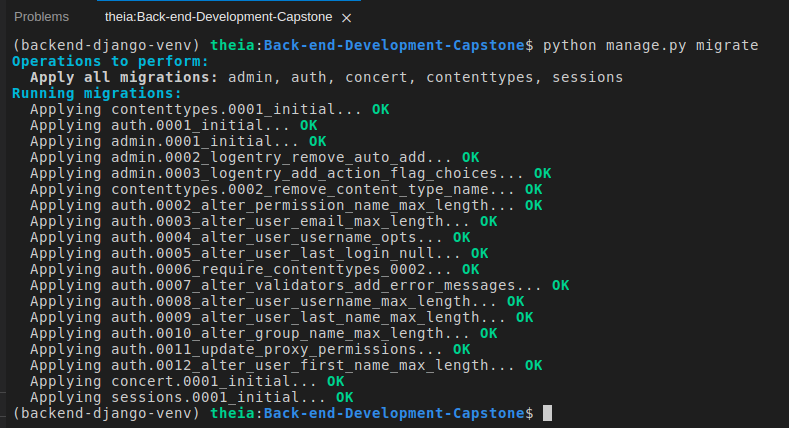 Problems theia:Back-end-Development-Capstone ×
(backend-django-venv) theia:Back-end-Development-Capstone$ python manage.py migrate
Operations to perform:
  Apply all migrations: admin, auth, concert, contenttypes, sessions
Running migrations:
  Applying contenttypes.0001_initial... OK
  Applying auth.0001_initial... OK
  Applying admin.0001_initial... OK
  Applying admin.0002_logentry_remove_auto_add... OK
  Applying admin.0003_logentry_add_action_flag_choices... OK
  Applying contenttypes.0002_remove_content_type_name... OK
  Applying auth.0002_alter_permission_name_max_length... OK
  Applying auth.0003_alter_user_email_max_length... OK
  Applying auth.0004_alter_user_username_opts... OK
  Applying auth.0005_alter_user_last_login_null... OK
  Applying auth.0006_require_contenttypes_0002... OK
  Applying auth.0007_alter_validators_add_error_messages... OK
  Applying auth.0008_alter_user_username_max_length... OK
  Applying auth.0009_alter_user_last_name_max_length... OK
  Applying auth.0010_alter_group_name_max_length... OK
  Applying auth.0011_update_proxy_permissions... OK
  Applying auth.0012_alter_user_first_name_max_length... OK
  Applying concert.0001_initial... OK
  Applying sessions.0001_initial... OK
(backend-django-venv) theia:Back-end-Development-Capstone$